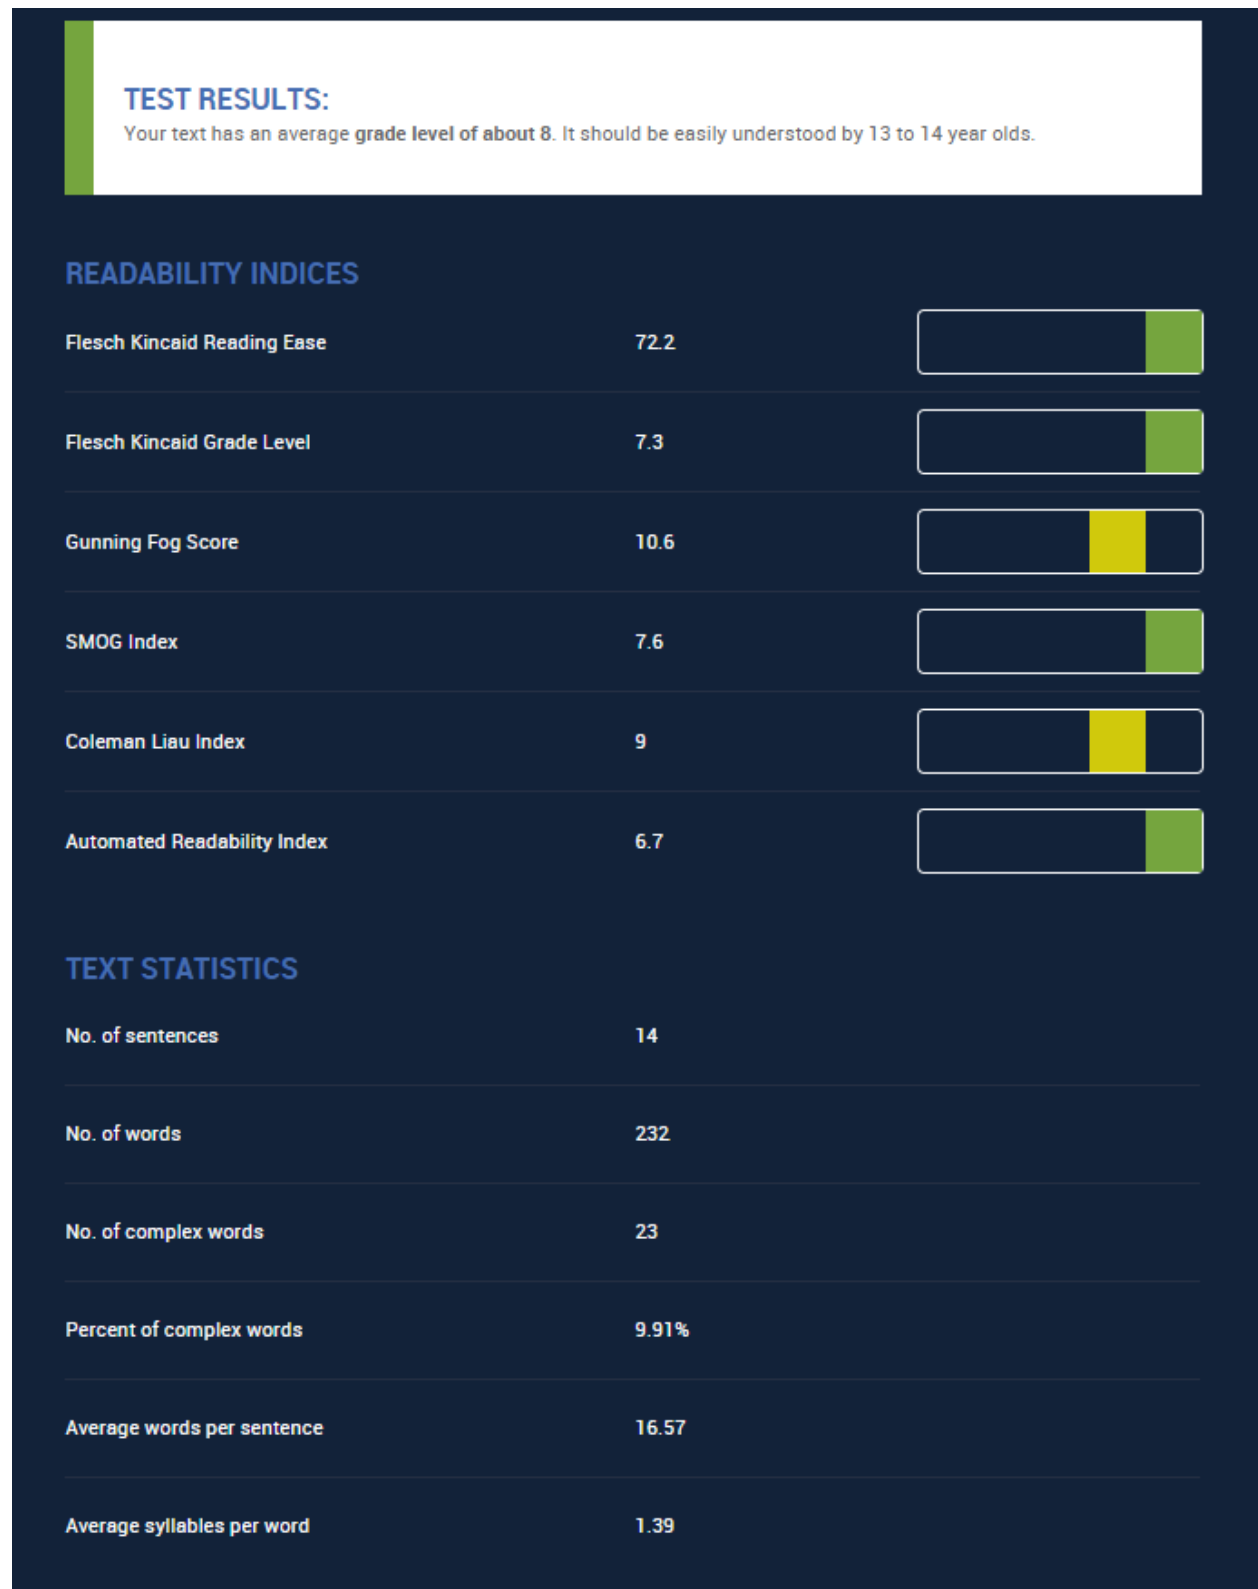 TEST RESULTS:
Your text has an average grade level of about 8. It should be easily understood by 13 to 14 year olds.
READABILITY INDICES
Flesch Kincaid Reading Ease 72.2
Flesch Kincaid Grade Level 7.3
Gunning Fog Score 10.6
SMOG Index 7.6
Coleman Liau Index 9
Automated Readability Index 6.7
TEXT STATISTICS
No. of sentences 14
No. of words 232
No. of complex words 23
Percent of complex words 9.91%
Average words per sentence 16.57
Average syllables per word 1.39